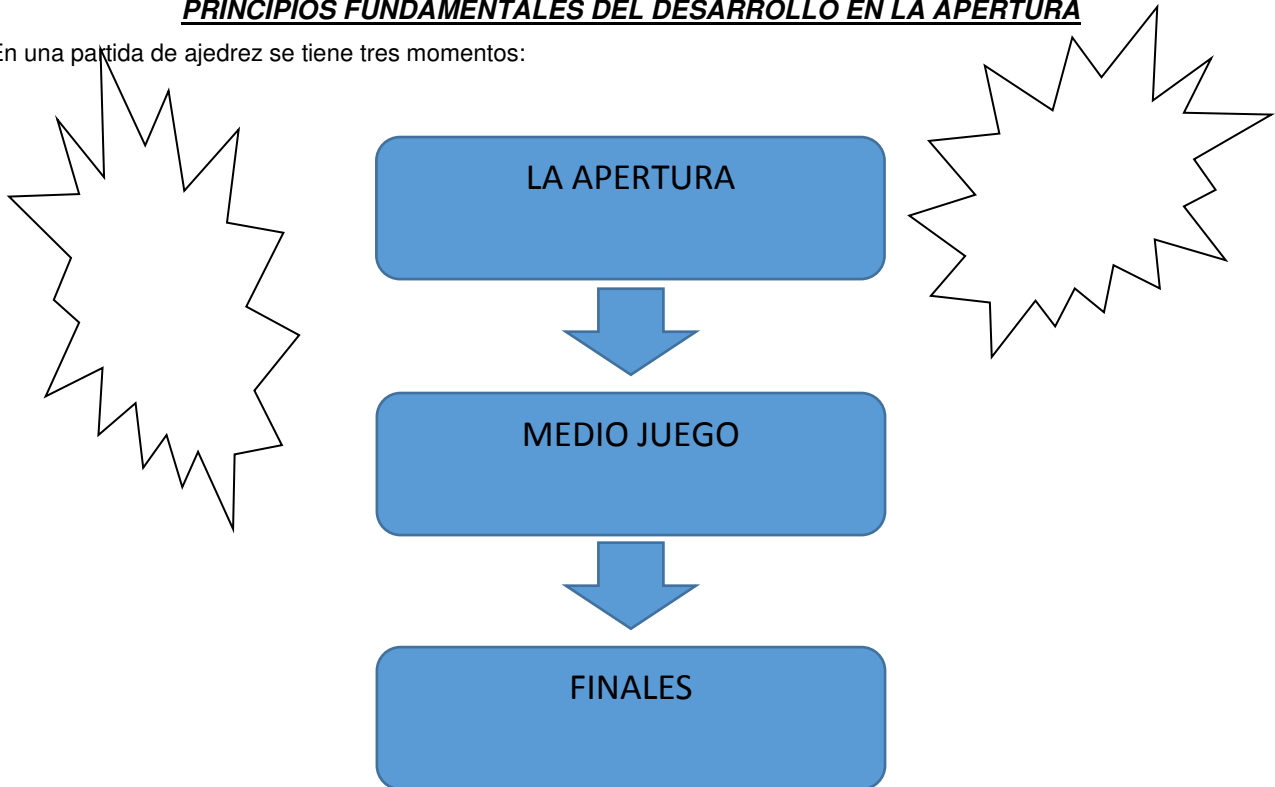 PRINCIPIOS FUNDAMENTALES DEL DESARROLLO EN LA APERTURA
En una partida de ajedrez se tiene tres momentos:
LA APERTURA
MEDIO JUEGO
FINALES